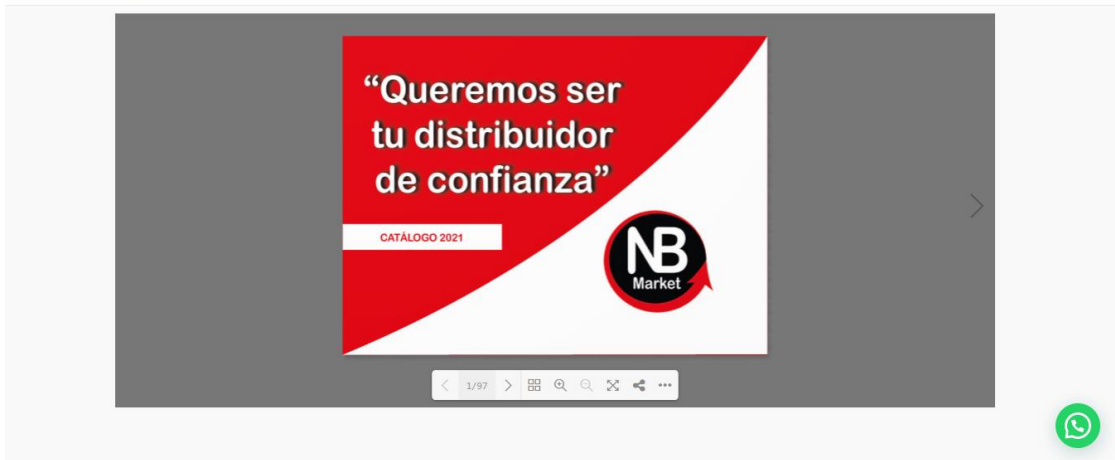 “Queremos ser
tu distribuidor
de confianza”
CATÁLOGO 2021
NB
Market
1/97